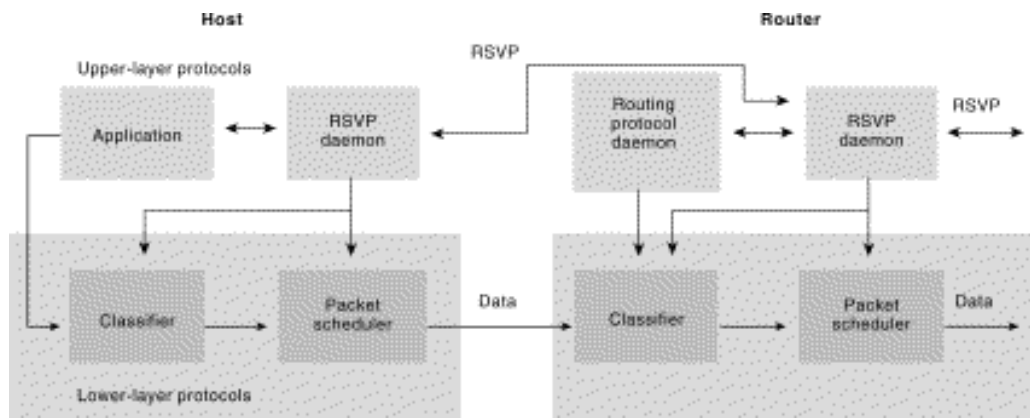 Host
Router
RSVP
Upper-layer protocols
Application
RSVP
daemon
Routing
protocol
daemon
RSVP
daemon
RSVP
Classifier
Packet
scheduler
Data
Classifier
Packet
scheduler
Data
Lower-layer protocols